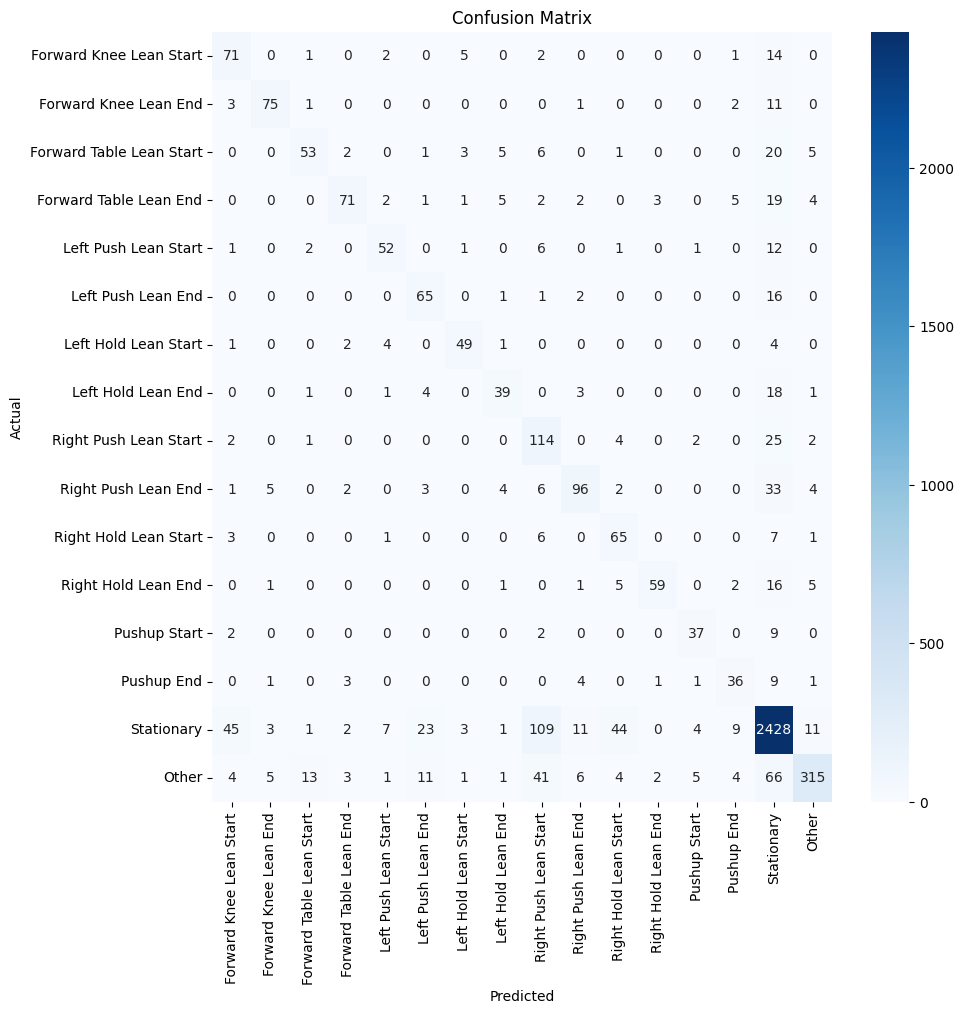 Confusion Matrix
Forward Knee Lean Start 71 0 1 0 2 0 5 0 2 0 0 0 0 1 14 0
Forward Knee Lean End 3 75 1 0 0 0 0 0 0 1 0 0 0 2 11 0
Forward Table Lean Start 0 0 53 2 0 1 3 5 6 0 1 0 0 0 20 5
Forward Table Lean End 0 0 0 71 2 1 1 5 2 2 0 3 0 5 19 4
Left Push Lean Start 1 0 2 0 52 0 1 0 6 0 1 0 1 0 12 0
Left Push Lean End 0 0 0 0 0 65 0 1 1 2 0 0 0 0 16 0
Left Hold Lean Start 1 0 0 2 4 0 49 1 0 0 0 0 0 0 4 0
Left Hold Lean End 0 0 1 0 1 4 0 39 0 3 0 0 0 0 18 1
Right Push Lean Start 2 0 1 0 0 0 0 0 114 0 4 0 2 0 25 2
Right Push Lean End 1 5 0 2 0 3 0 4 6 96 2 0 0 0 33 4
Right Hold Lean Start 3 0 0 0 1 0 0 0 6 0 65 0 0 0 7 1
Right Hold Lean End 0 1 0 0 0 0 0 1 0 1 5 59 0 2 16 5
Pushup Start 2 0 0 0 0 0 0 0 2 0 0 0 37 0 9 0
Pushup End 0 1 0 3 0 0 0 0 0 4 0 1 1 36 9 1
Stationary 45 3 1 2 7 23 3 1 109 11 44 0 4 9 2428 11
Other 4 5 13 3 1 11 1 1 41 6 4 2 5 4 66 315
Actual
Forward Knee Lean Start
Forward Knee Lean End
Forward Table Lean Start
Forward Table Lean End
Left Push Lean Start
Left Push Lean End
Left Hold Lean Start
Left Hold Lean End
Right Push Lean Start
Right Push Lean End
Right Hold Lean Start
Right Hold Lean End
Pushup Start
Pushup End
Stationary
Other
Predicted
2000
1500
1000
500
0